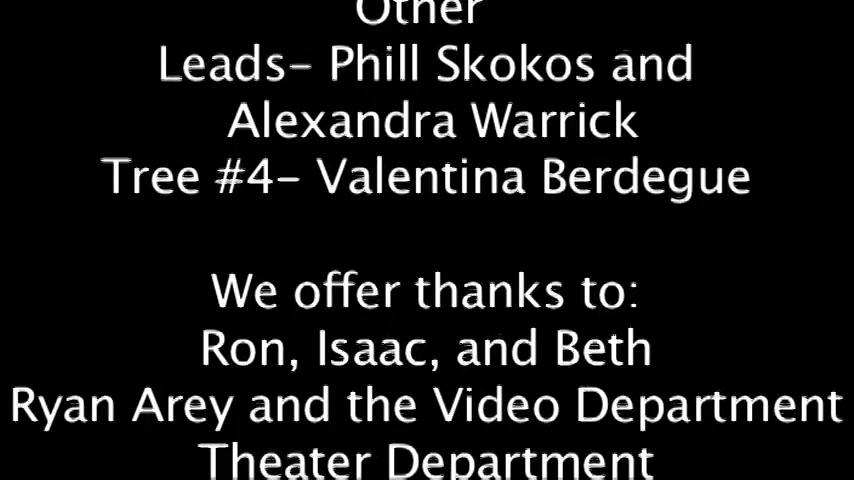 Other
Leads- Phill Skokos and
Alexandra Warrick
Tree #4- Valentina Berdegue
We offer thanks to:
Ron, Isaac, and Beth
Ryan Arey and the Video Department
Theater Department